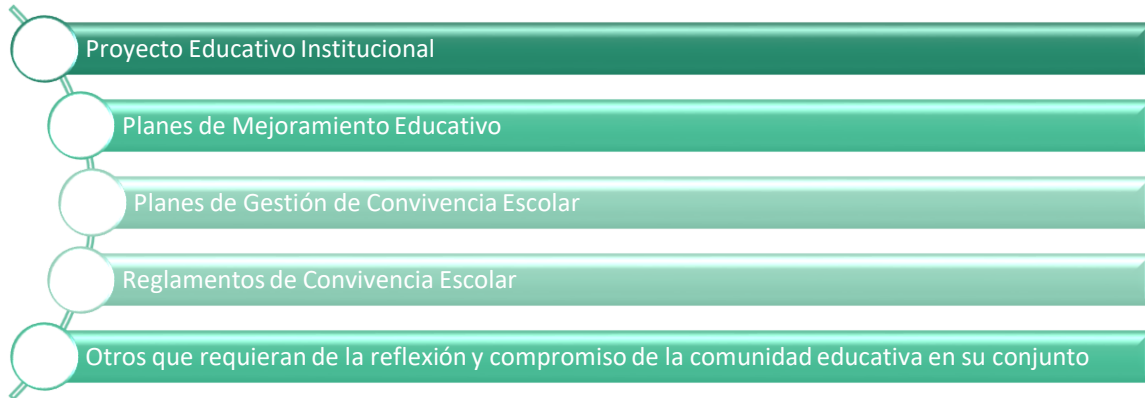 Proyecto Educativo Institucional
Planes de Mejoramiento Educativo
Planes de Gestión de Convivencia Escolar
Reglamentos de Convivencia Escolar
Otros que requieran de la reflexión y compromiso de la comunidad educativa en su conjunto